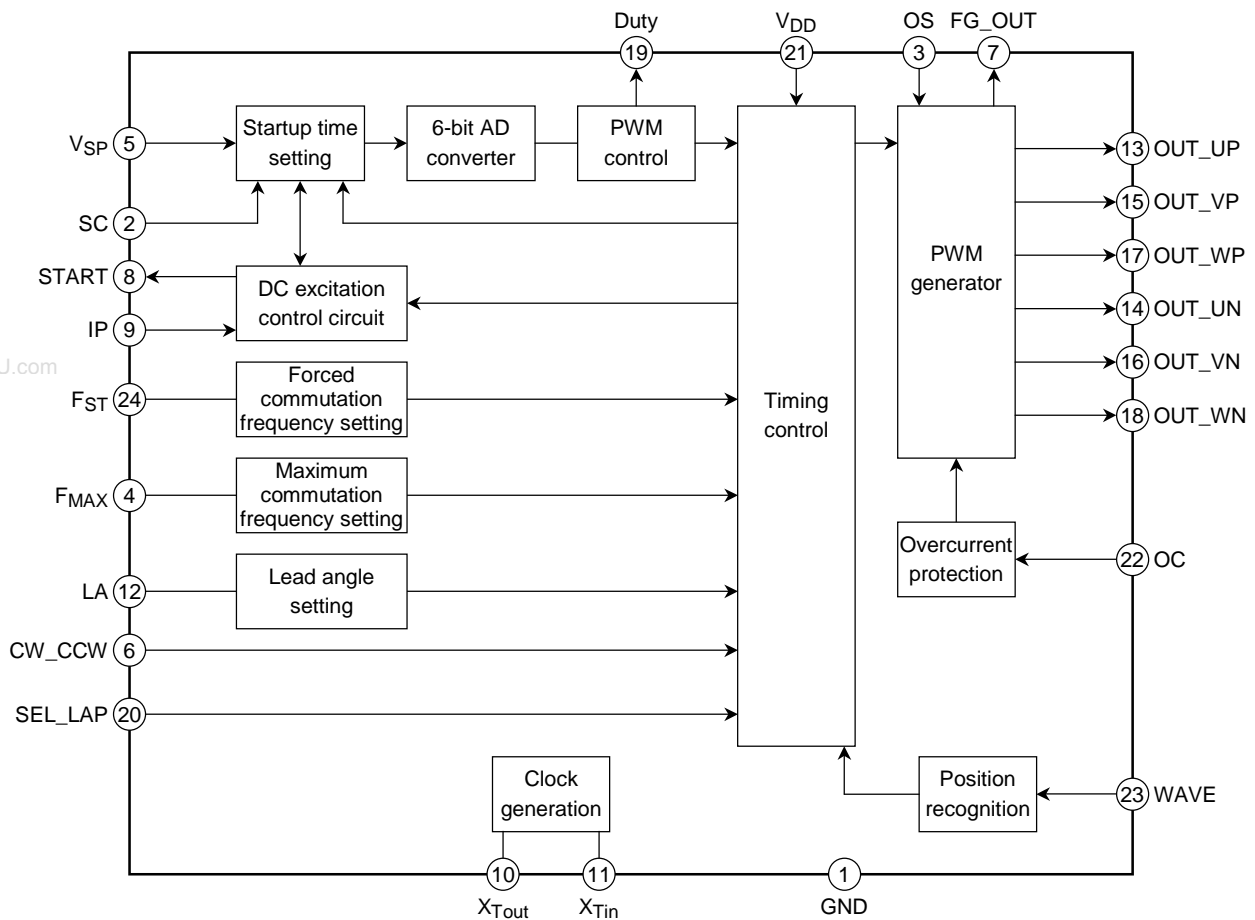 Duty
VDD
OS
FG_OUT
19
21
3
7
VSP
5
Startup time
setting
6-bit AD
converter
PWM
control
13
OUT_UP
SC
2
15
OUT_VP
START
8
DC excitation
control circuit
PWM
generator
17
OUT_WP
IP
9
14
OUT_UN
J.com
FST
24
Forced
commutation
frequency setting
Timing
control
16
OUT_VN
18
OUT_WN
FMAX
4
Maximum
commutation
frequency setting
Overcurrent
protection
22
OC
LA
12
Lead angle
setting
CW_CCW
6
SEL_LAP
20
Clock
generation
Position
recognition
23
WAVE
10
11
1
XTout
XTin
GND